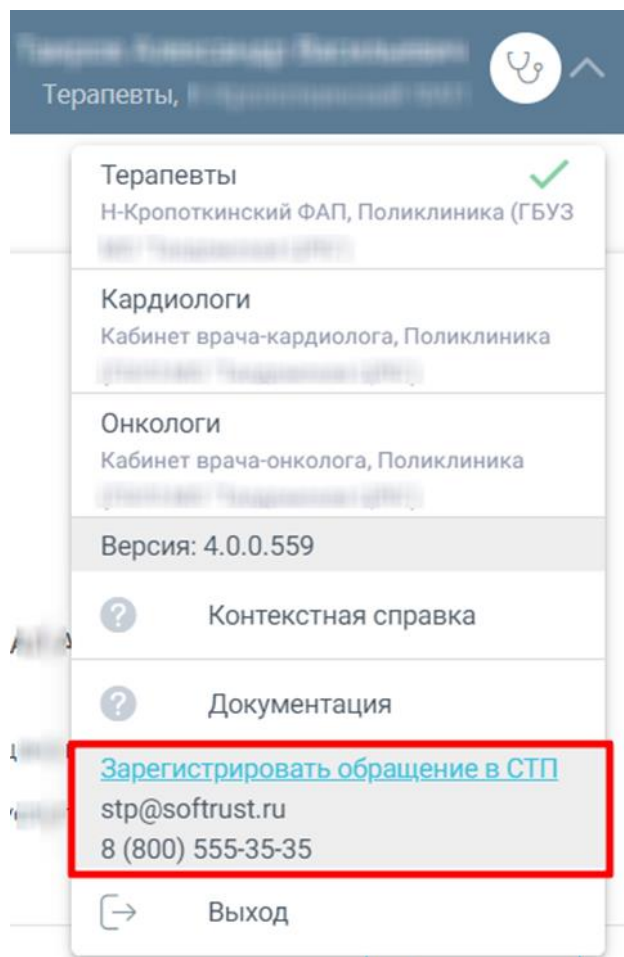 Терапевты,
Терапевты
Н-Кропоткинский ФАП, Поликлиника (ГБУЗ
Кардиологи
Кабинет врача-кардиолога, Поликлиника
Онкологи
Кабинет врача-онколога, Поликлиника
Версия: 4.0.0.559
Контекстная справка
Документация
Зарегистрировать обращение в СТП
stp@softrust.ru
8 (800) 555-35-35
Выход